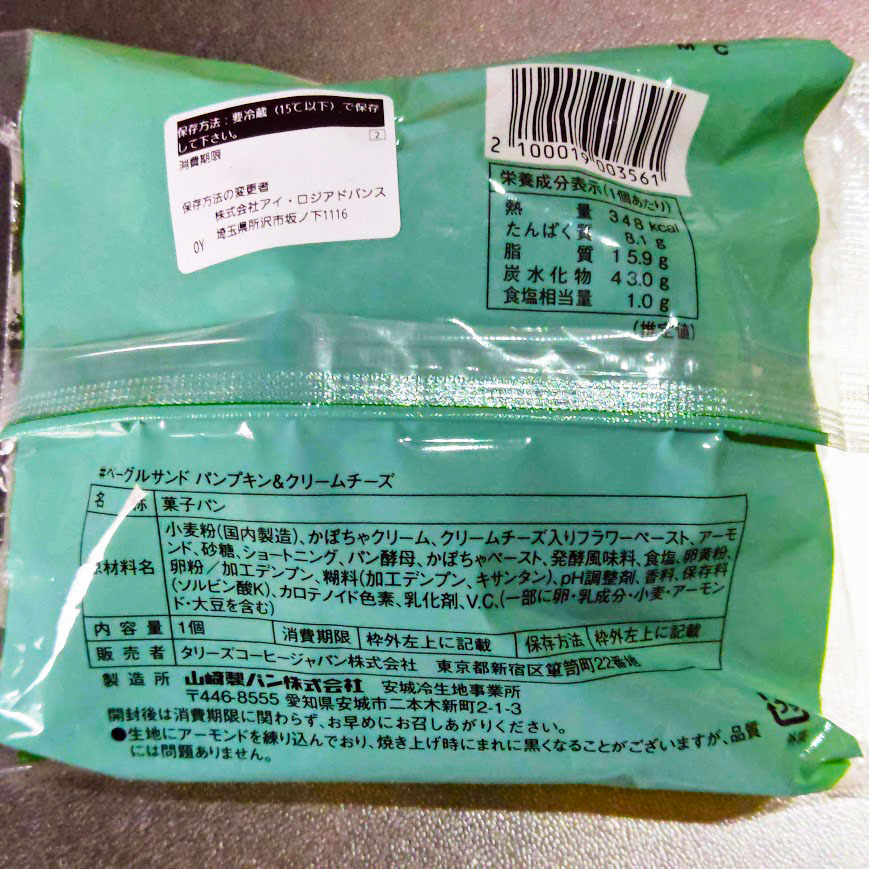 M C
保存方法：要冷蔵（15℃以下）で保存
して下さい。
2
消費期限
保存方法の変更者
株式会社アイ・ロジアドバンス
埼玉県所沢市坂ノ下1116
0Y
2 100019 003561
栄養成分表示(1個あたり)
熱量 348 kcal
たんぱく質 8.1 g
脂質 15.9 g
炭水化物 43.0 g
食塩相当量 1.0 g
(推定値)
#ベーグルサンド パンプキン&クリームチーズ
名 称 菓子パン
原材料名
小麦粉(国内製造)、かぼちゃクリーム、クリームチーズ入りフラワーペースト、アーモ
ンド、砂糖、ショートニング、パン酵母、かぼちゃペースト、発酵風味料、食塩、卵黄粉、
卵粉／加工デンプン、糊料(加工デンプン、キサンタン)、pH調整剤、香料、保存料
(ソルビン酸K)、カロテノイド色素、乳化剤、V.C、(一部に卵・乳成分・小麦・アーモン
ド・大豆を含む)
内容量 1個 消費期限 枠外左上に記載 保存方法 枠外左上に記載
販売者 タリーズコーヒージャパン株式会社 東京都新宿区簞笥町22番地
製造所 山崎製パン株式会社 安城冷生地事業所
〒446-8555 愛知県安城市二本木新町2-1-3
開封後は消費期限に関わらず、お早めにお召しあがりください。
●生地にアーモンドを練り込んでおり、焼き上げ時にまれに黒くなることがございますが、品質
には問題ありません。
外袋